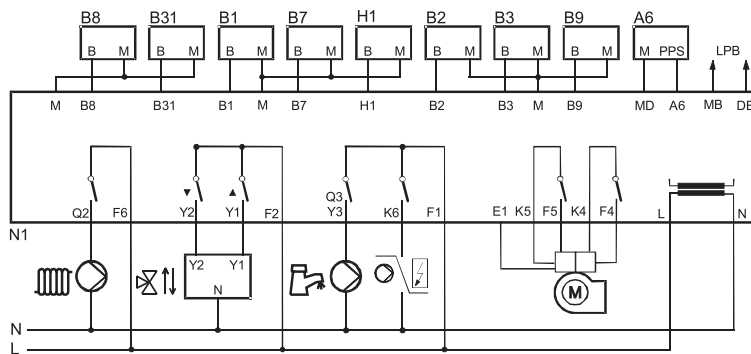 B8 B31 B1 B7 H1 B2 B3 B9 A6
B M B M B M B M B M B M B M B M M PPS LPB
M B8 B31 B1 M B7 H1 B2 B3 M B9 MD A6 MB DB
Q3
Q2 F6 Y2 Y1 F2 Y3 K6 F1 E1 K5 F5 K4 F4 L N
N1
Y2 Y1
N
M
N
L